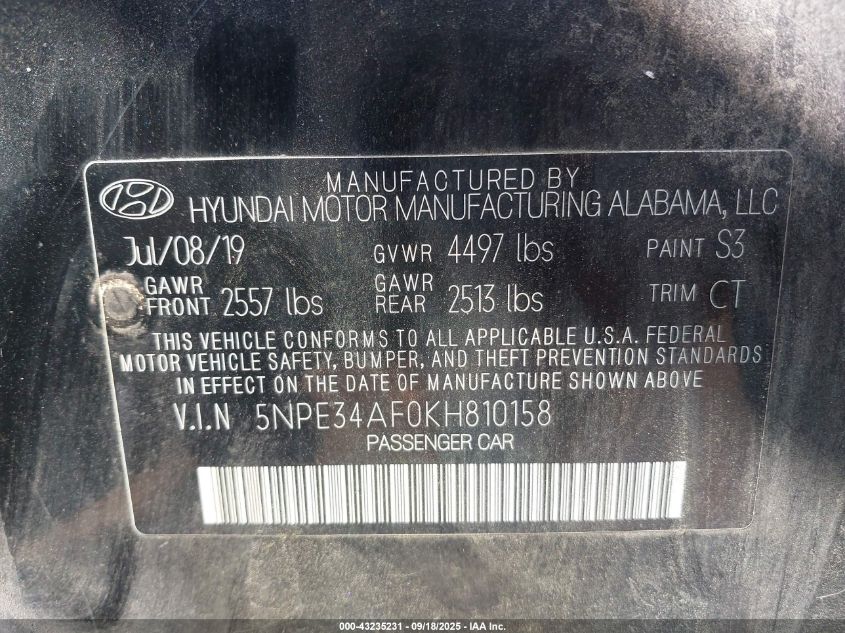 MANUFACTURED BY
HYUNDAI MOTOR MANUFACTURING ALABAMA, LLC
Jul/08/19 GVWR 4497 lbs PAINT S3
GAWR FRONT 2557 lbs GAWR REAR 2513 lbs TRIM CT
THIS VEHICLE CONFORMS TO ALL APPLICABLE U.S.A. FEDERAL
MOTOR VEHICLE SAFETY, BUMPER, AND THEFT PREVENTION STANDARDS
IN EFFECT ON THE DATE OF MANUFACTURE SHOWN ABOVE
V.I.N 5NPE34AF0KH810158
PASSENGER CAR
000-43235231 - 09/18/2025 - IAA Inc.